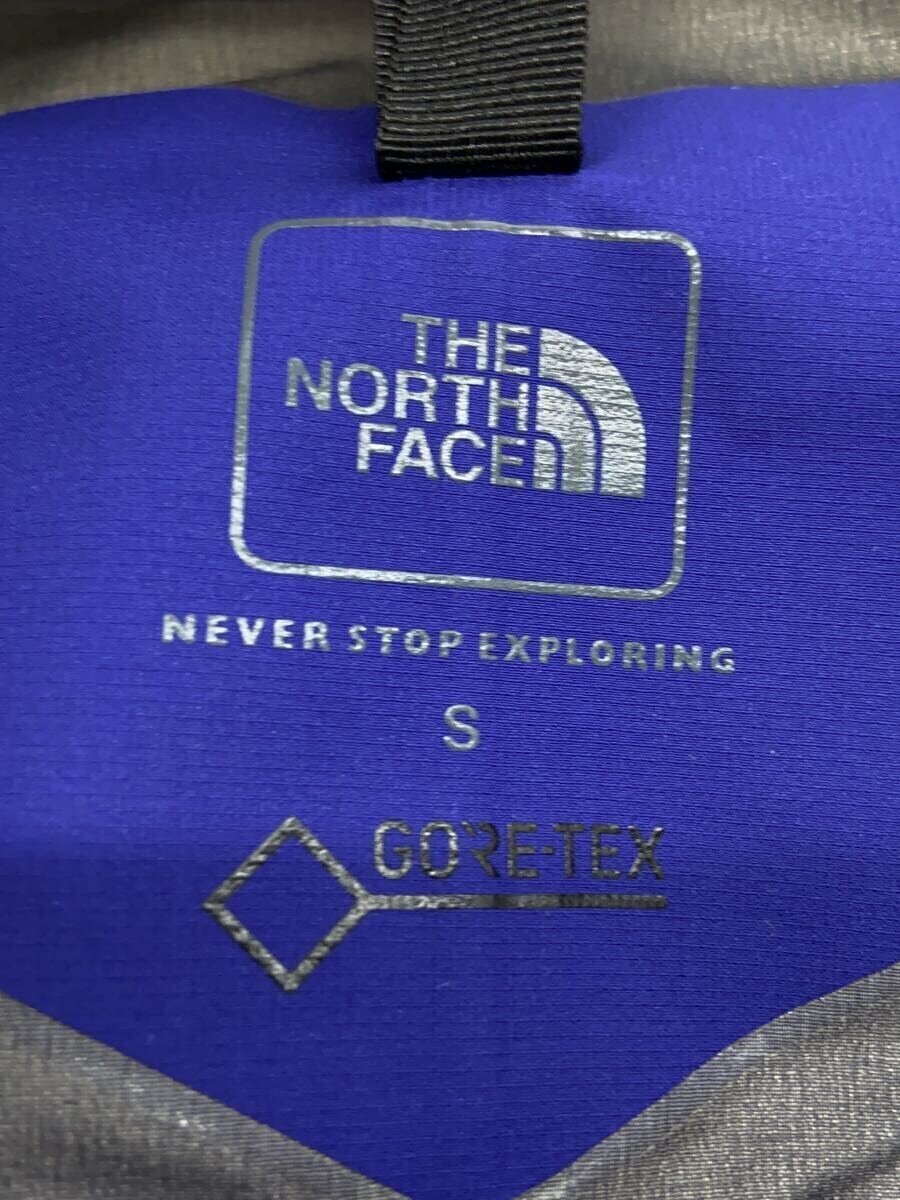 THE
NORTH
FACE
NEVER STOP EXPLORING
S
GORE-TEX